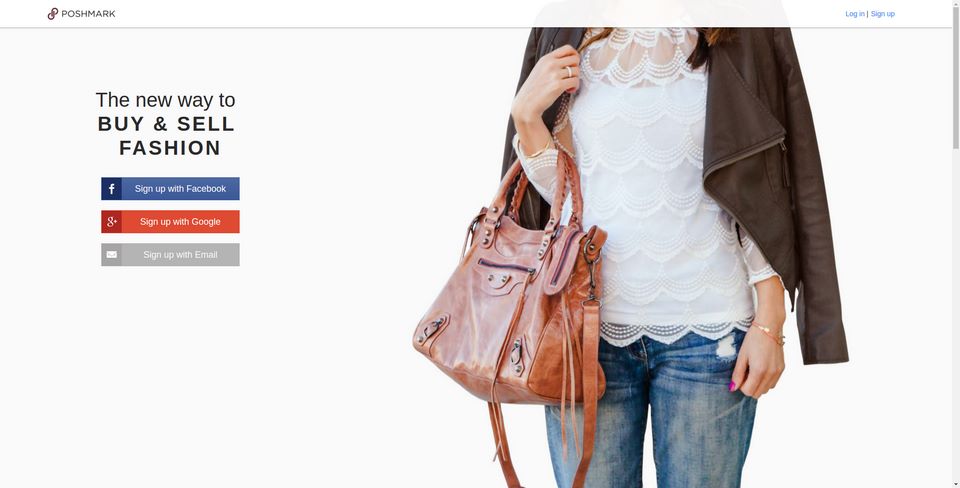 POSHMARK
Log in | Sign up
The new way to
BUY & SELL
FASHION
Sign up with Facebook
Sign up with Google
Sign up with Email